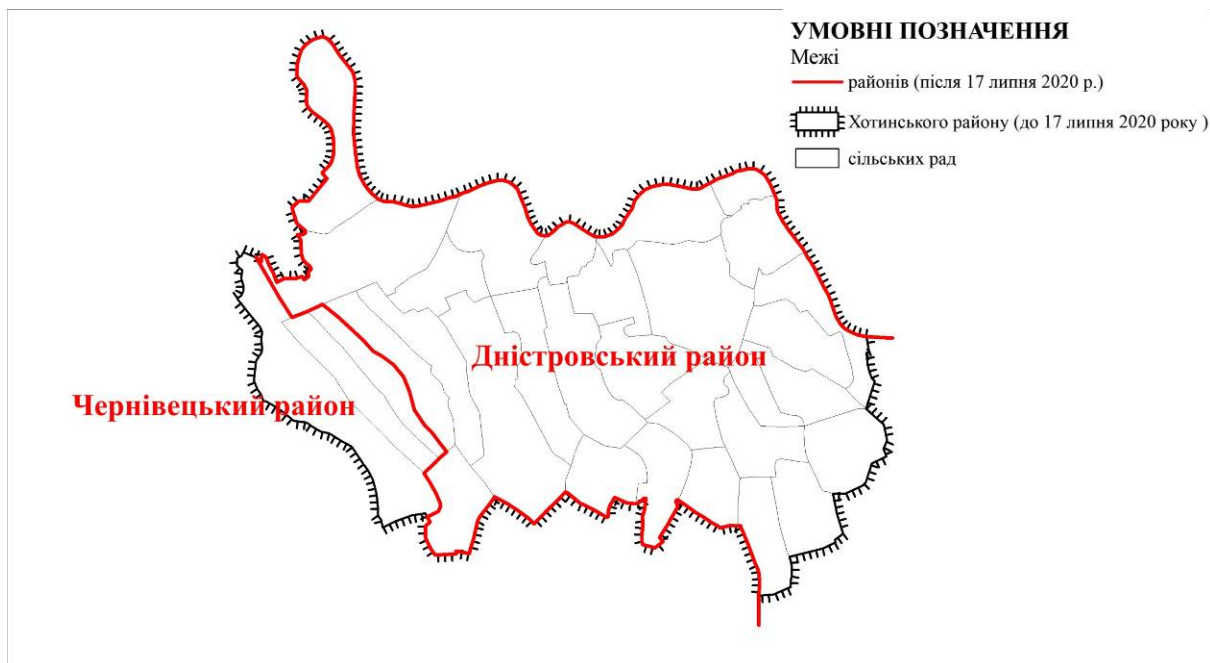 УМОВНІ ПОЗНАЧЕННЯ
Межі
районів (після 17 липня 2020 р.)
Хотинського району (до 17 липня 2020 року )
сільських рад
Дністровський район
Чернівецький район